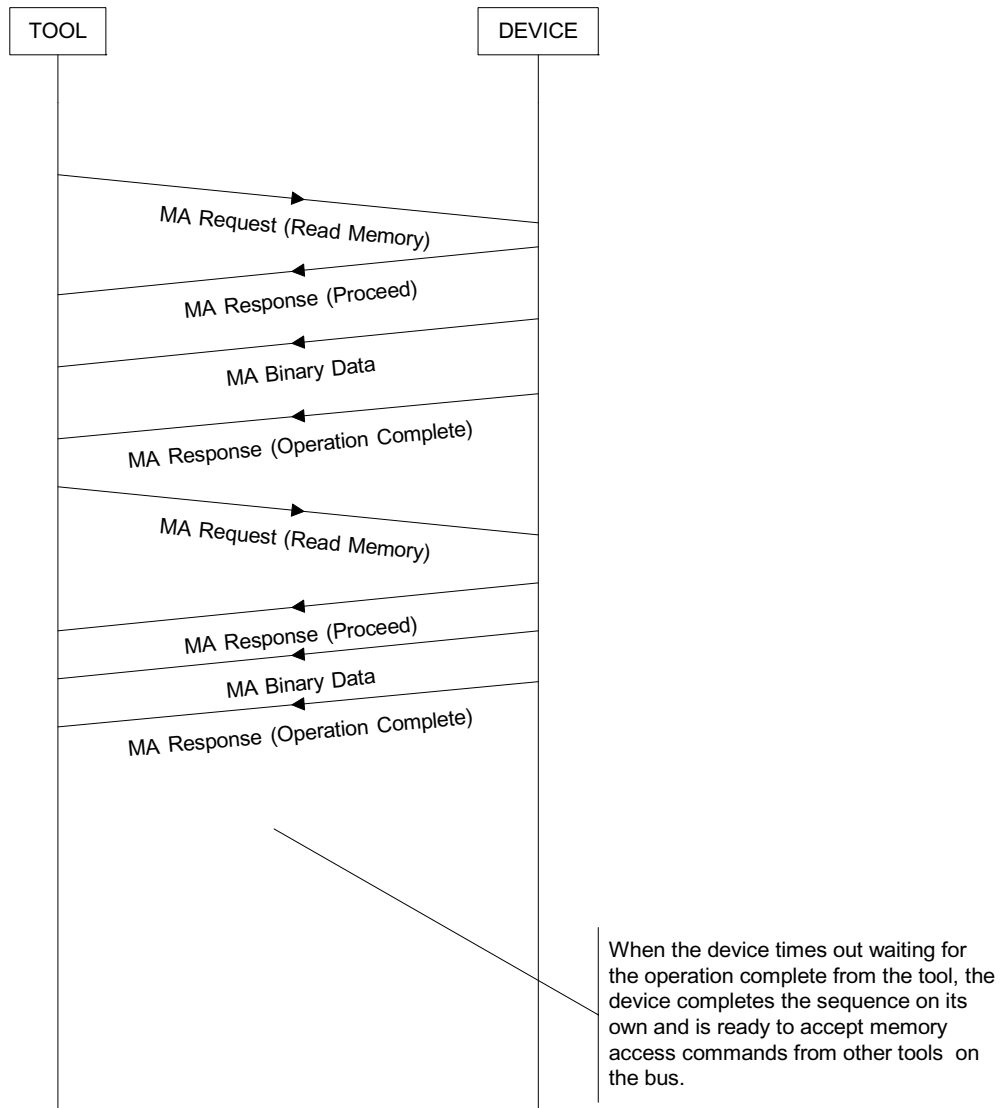 TOOL
DEVICE
MA Request (Read Memory)
MA Response (Proceed)
MA Binary Data
MA Response (Operation Complete)
MA Request (Read Memory)
MA Response (Proceed)
MA Binary Data
MA Response (Operation Complete)
When the device times out waiting for
the operation complete from the tool, the
device completes the sequence on its
own and is ready to accept memory
access commands from other tools on
the bus.